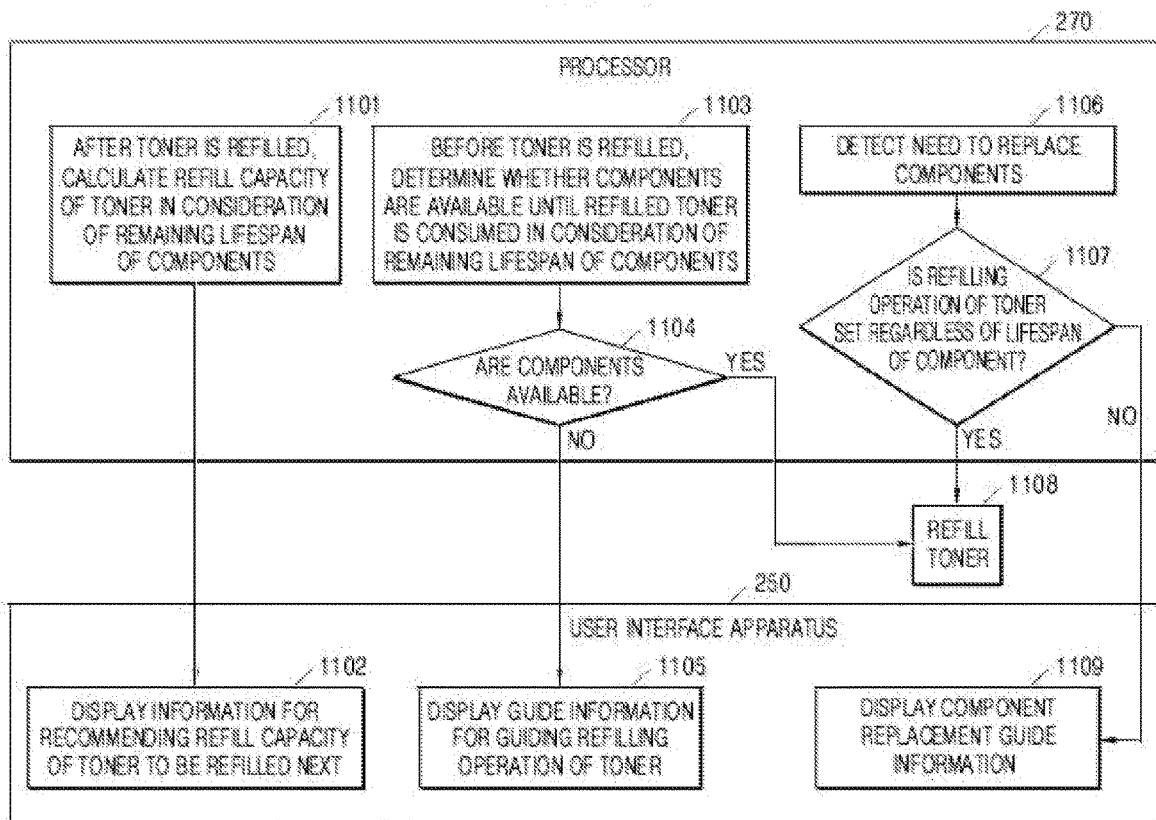 270
PROCESSOR
1101
AFTER TONER IS REFILLED,
CALCULATE REFILL CAPACITY
OF TONER IN CONSIDERATION
OF REMAINING LIFESPAN
OF COMPONENTS
1103
BEFORE TONER IS REFILLED,
DETERMINE WHETHER COMPONENTS
ARE AVAILABLE UNTIL REFILLED TONER
IS CONSUMED IN CONSIDERATION OF
REMAINING LIFESPAN OF COMPONENTS
1106
DETECT NEED TO REPLACE
COMPONENTS
1104
ARE COMPONENTS
AVAILABLE?
YES
NO
1107
IS REFILLING
OPERATION OF TONER
SET REGARDLESS OF LIFESPAN
OF COMPONENT?
NO
YES
1108
REFILL
TONER
250
USER INTERFACE APPARATUS
1102
DISPLAY INFORMATION FOR
RECOMMENDING REFILL CAPACITY
OF TONER TO BE REFILLED NEXT
1105
DISPLAY GUIDE INFORMATION
FOR GUIDING REFILLING
OPERATION OF TONER
1109
DISPLAY COMPONENT
REPLACEMENT GUIDE
INFORMATION